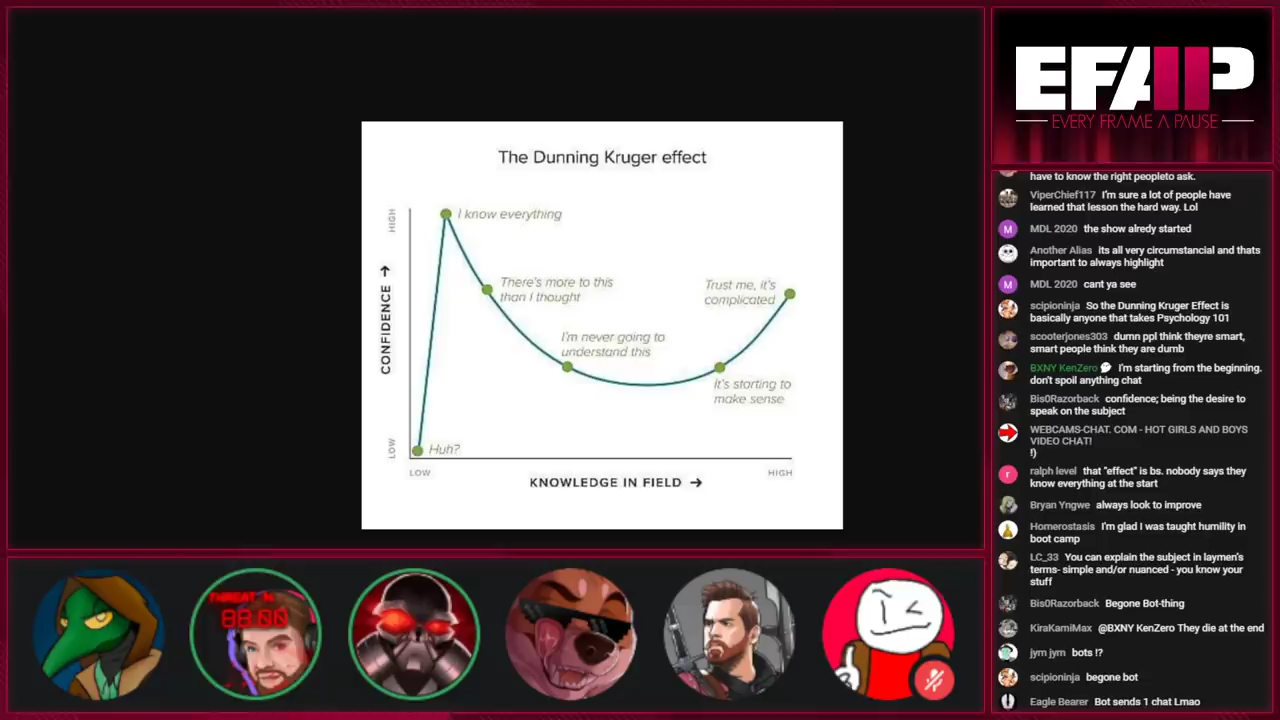 The Dunning Kruger effect
HIGH
I know everything
There's more to this
than I thought
Trust me, it's
complicated
CONFIDENCE →
I'm never going to
understand this
It's starting to
make sense
LOW
Huh?
LOW
HIGH
KNOWLEDGE IN FIELD →
THREAT
88:00
EFAP
EVERY FRAME A PAUSE
have to know the right peopleto ask.
ViperChief117 I'm sure a lot of people have
learned that lesson the hard way. Lol
M MDL 2020 the show alredy started
Another Alias its all very circumstancial and thats
important to always highlight
M MDL 2020 cant ya see
scipioninja So the Dunning Kruger Effect is
basically anyone that takes Psychology 101
scooterjones303 dumn ppl think theyre smart,
smart people think they are dumb
BXNY KenZero I'm starting from the beginning.
don't spoil anything chat
Bis0Razorback confidence; being the desire to
speak on the subject
WEBCAMS-CHAT. COM - HOT GIRLS AND BOYS
VIDEO CHAT!
!)
r ralph level that "effect" is bs. nobody says they
know everything at the start
Bryan Yngwe always look to improve
Homerostasis I'm glad I was taught humility in
boot camp
LC_33 You can explain the subject in laymen's
terms- simple and/or nuanced - you know your
stuff
Bis0Razorback Begone Bot-thing
KiraKamiMax @BXNY KenZero They die at the end
jym jym bots !?
scipioninja begone bot
Eagle Bearer Bot sends 1 chat Lmao